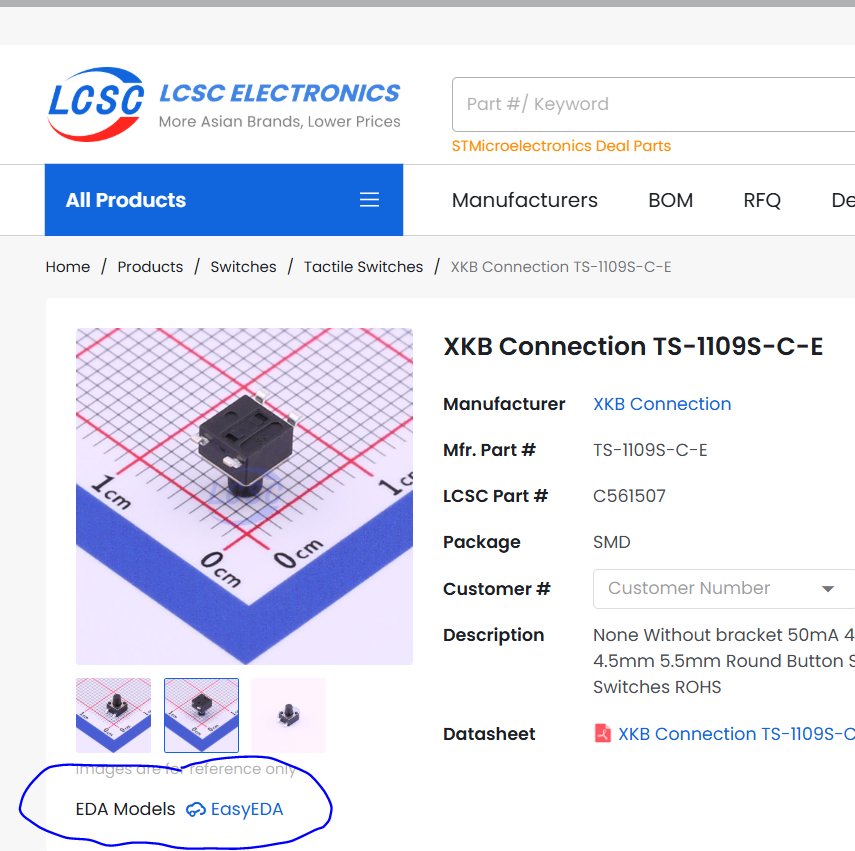 LCSC
LCSC ELECTRONICS
More Asian Brands, Lower Prices
Part #/ Keyword
STMicroelectronics Deal Parts
All Products
Manufacturers
BOM
RFQ
De
Home / Products / Switches / Tactile Switches / XKB Connection TS-1109S-C-E
1cm
0cm
0cm
1c
XKB Connection TS-1109S-C-E
Manufacturer XKB Connection
Mfr. Part # TS-1109S-C-E
LCSC Part # C561507
Package SMD
Customer # Customer Number
Description None Without bracket 50mA 4
4.5mm 5.5mm Round Button S
Switches ROHS
Datasheet XKB Connection TS-1109S-C
Images are for reference only
EDA Models EasyEDA